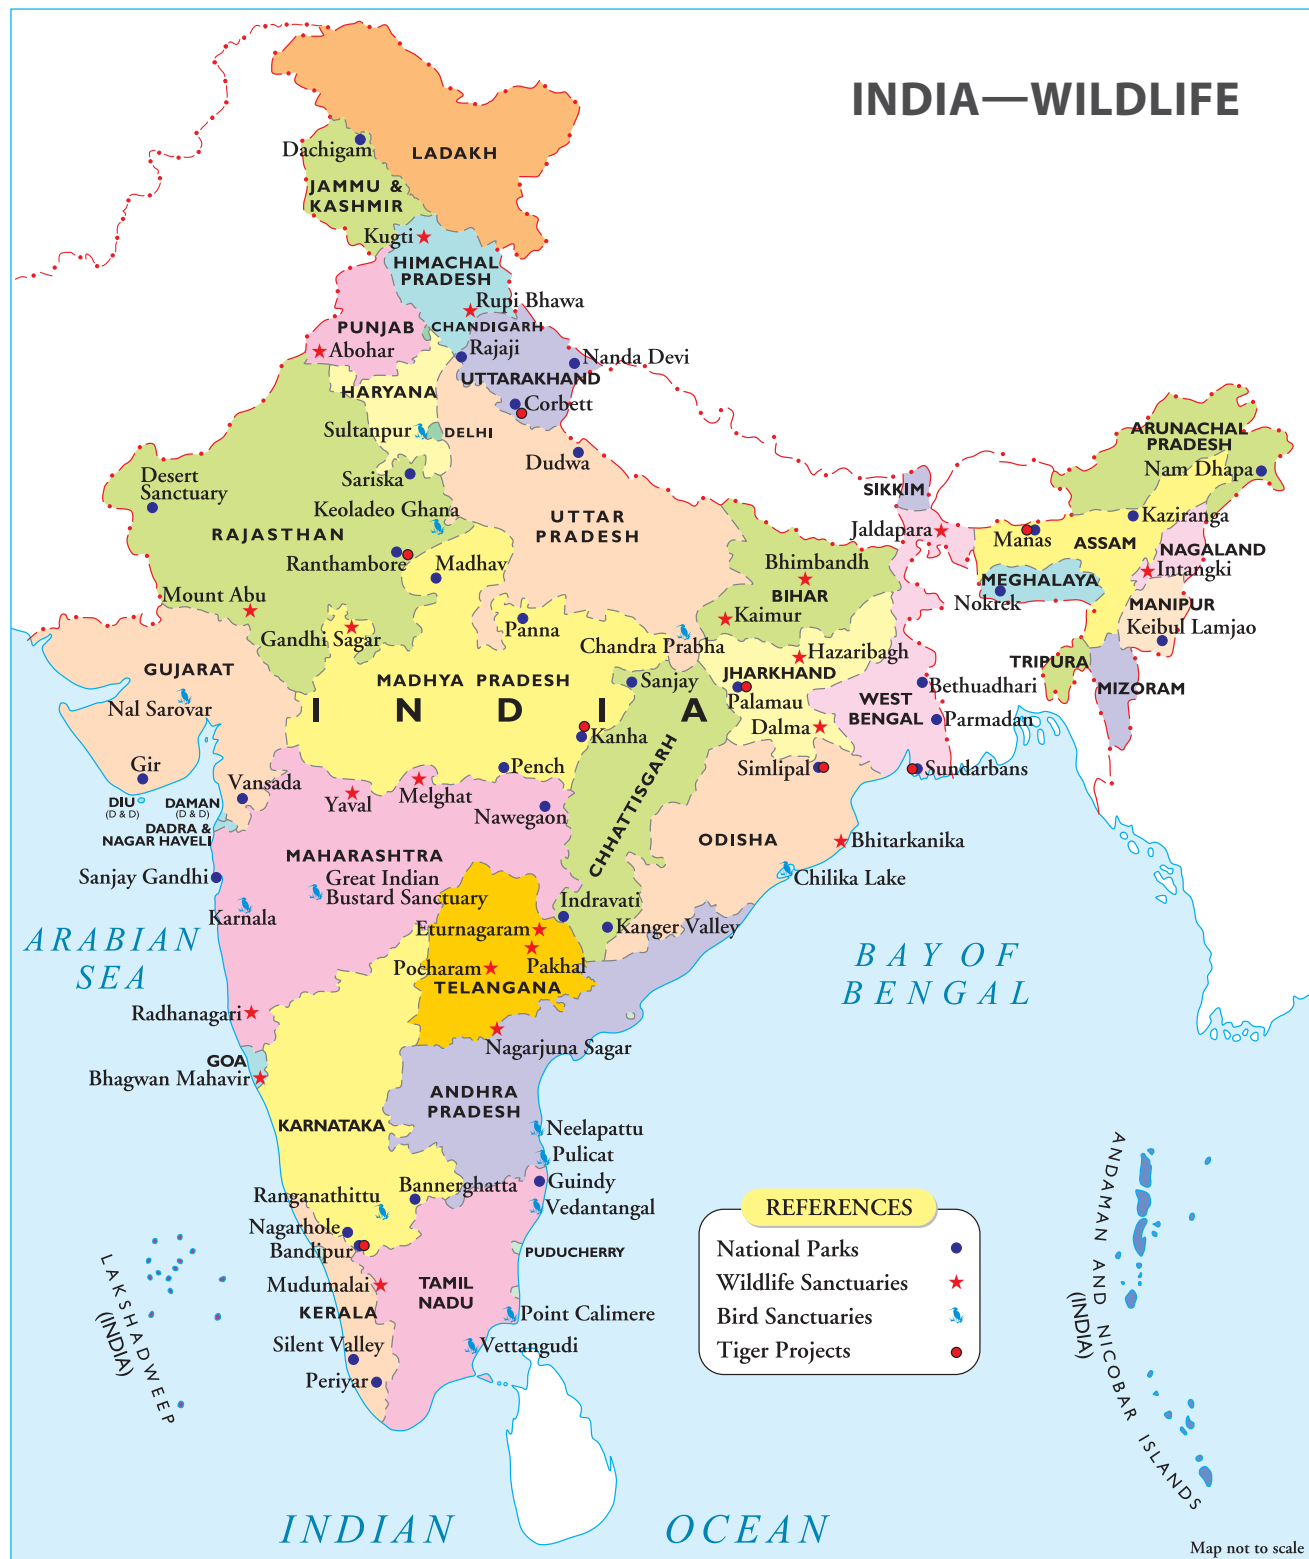 INDIA—WILDLIFE
Dachigam
LADAKH
JAMMU &
KASHMIR
Kugti
HIMACHAL
PRADESH
Rupi Bhawa
PUNJAB
CHANDIGARH
Abohar
Rajaji
Nanda Devi
UTTARAKHAND
HARYANA
Corbett
Sultanpur
DELHI
Dudwa
ARUNACHAL
PRADESH
Nam Dhapa
Desert
Sanctuary
Sariska
SIKKIM
Keoladeo Ghana
Kaziranga
RAJASTHAN
UTTAR
PRADESH
Jaldapara
Manas
ASSAM
NAGALAND
Intangki
Ranthambore
Madhav
Bhimbandh
BIHAR
MEGHALAYA
Nokrek
Mount Abu
MANIPUR
Keibul Lamjao
Kaimur
Gandhi Sagar
Panna
Chandra Prabha
Hazaribagh
TRIPURA
GUJARAT
MADHYA PRADESH
Sanjay
JHARKHAND
Bethuadhari
MIZORAM
Nal Sarovar
INDIA
Palamau
WEST
BENGAL
Parmadan
Dalma
Kanha
Gir
Pench
Simlipal
Sundarbans
Vansada
Yaval
Melghat
Nawegaon
DIU
(D & D)
DAMAN
(D & D)
DADRA &
NAGAR HAVELI
CHHATTISGARH
ODISHA
Bhitarkanika
MAHARASHTRA
Sanjay Gandhi
Great Indian
Bustard Sanctuary
Chilika Lake
Karnala
Indravati
Kanger Valley
Eturnagaram
ARABIAN
SEA
BAY OF
BENGAL
Pocharam
Pakhal
TELANGANA
Radhanagari
Nagarjuna Sagar
GOA
Bhagwan Mahavir
ANDHRA
PRADESH
KARNATAKA
Neelapattu
Pulicat
Bannerghatta
Guindy
Ranganathittu
Vedantangal
Nagarhole
Bandipur
PUDUCHERRY
Mudumalai
TAMIL
NADU
KERALA
Point Calimere
Silent Valley
Vettangudi
Periyar
LAKSHADWEEP
(INDIA)
ANDAMAN AND NICOBAR ISLANDS
(INDIA)
REFERENCES
National Parks
Wildlife Sanctuaries
Bird Sanctuaries
Tiger Projects
INDIAN OCEAN
Map not to scale